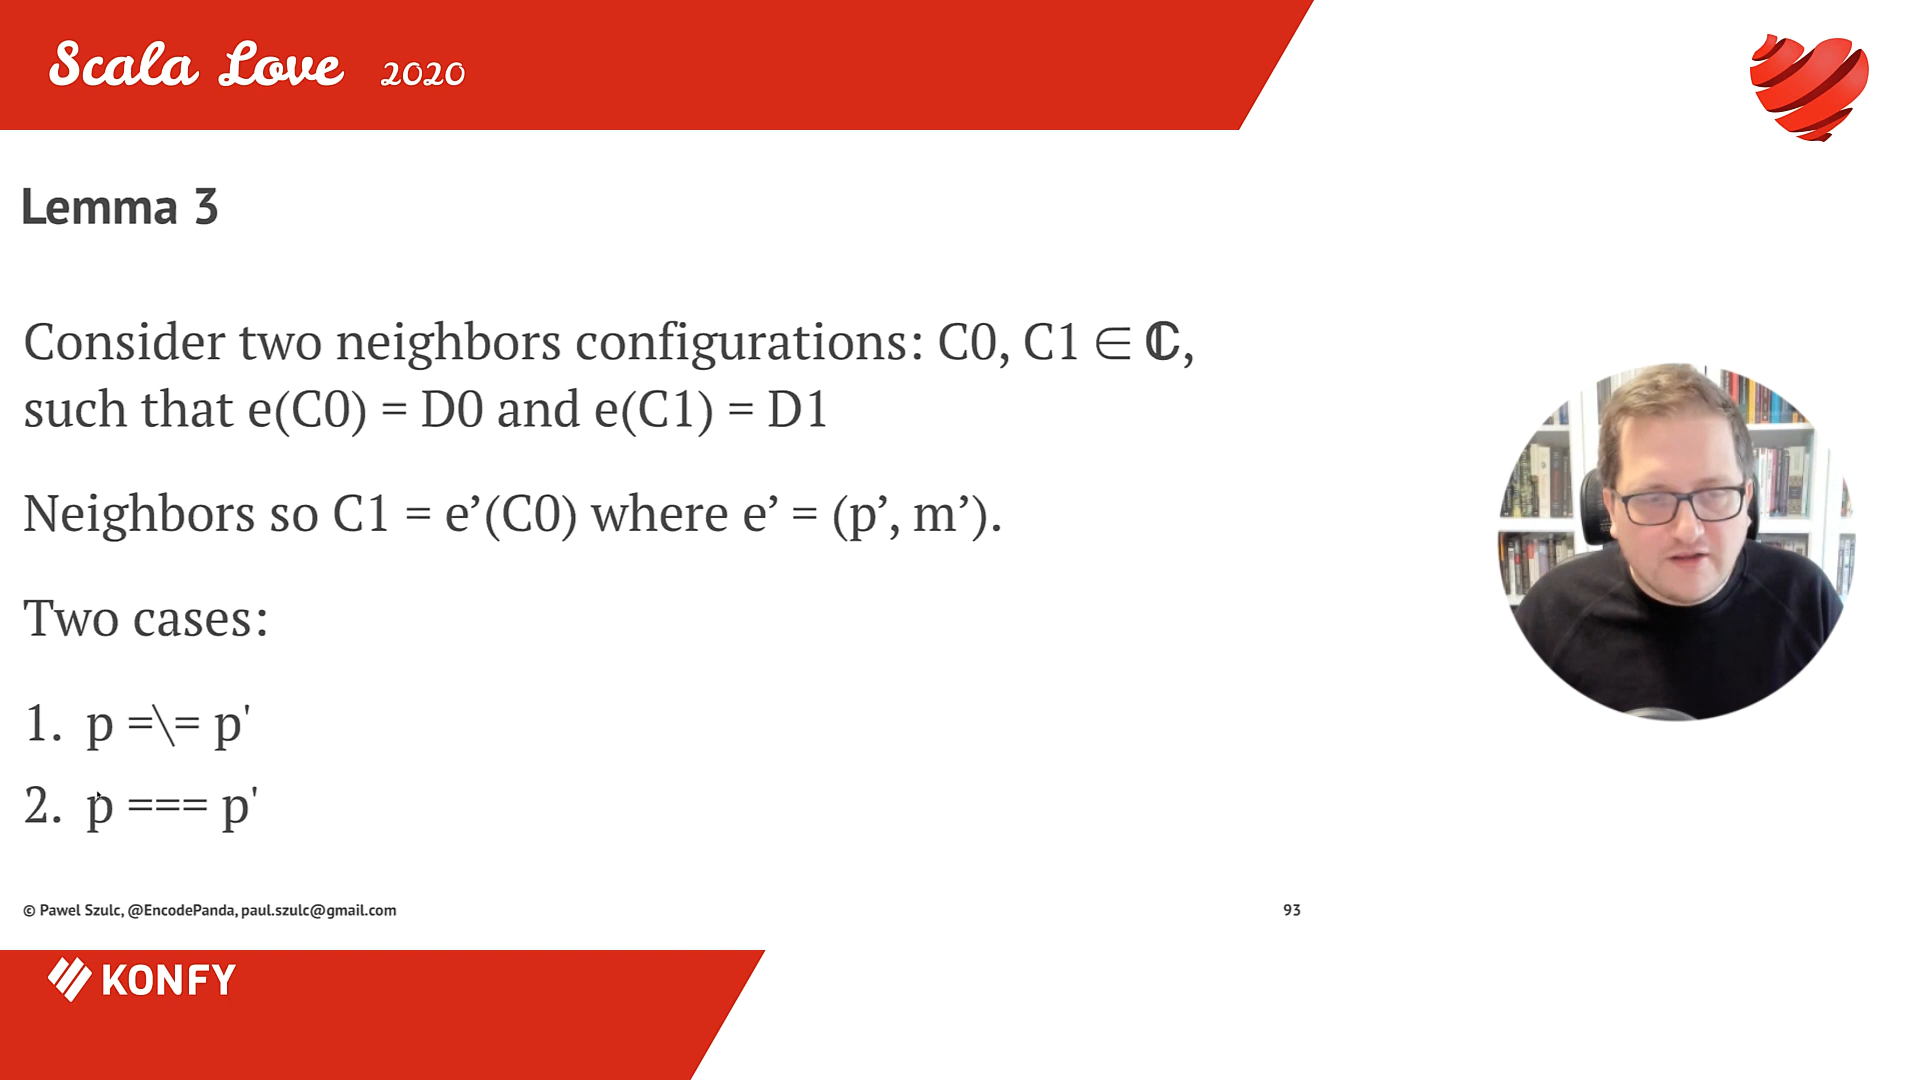 Scala Love 2020
Lemma 3
Consider two neighbors configurations: C0, C1 ∈ ℂ,
such that e(C0) = D0 and e(C1) = D1
Neighbors so C1 = e’(C0) where e’ = (p’, m’).
Two cases:
1. p =\= p'
2. p === p'
© Pawel Szulc, @EncodePanda, paul.szulc@gmail.com
93
KONFY